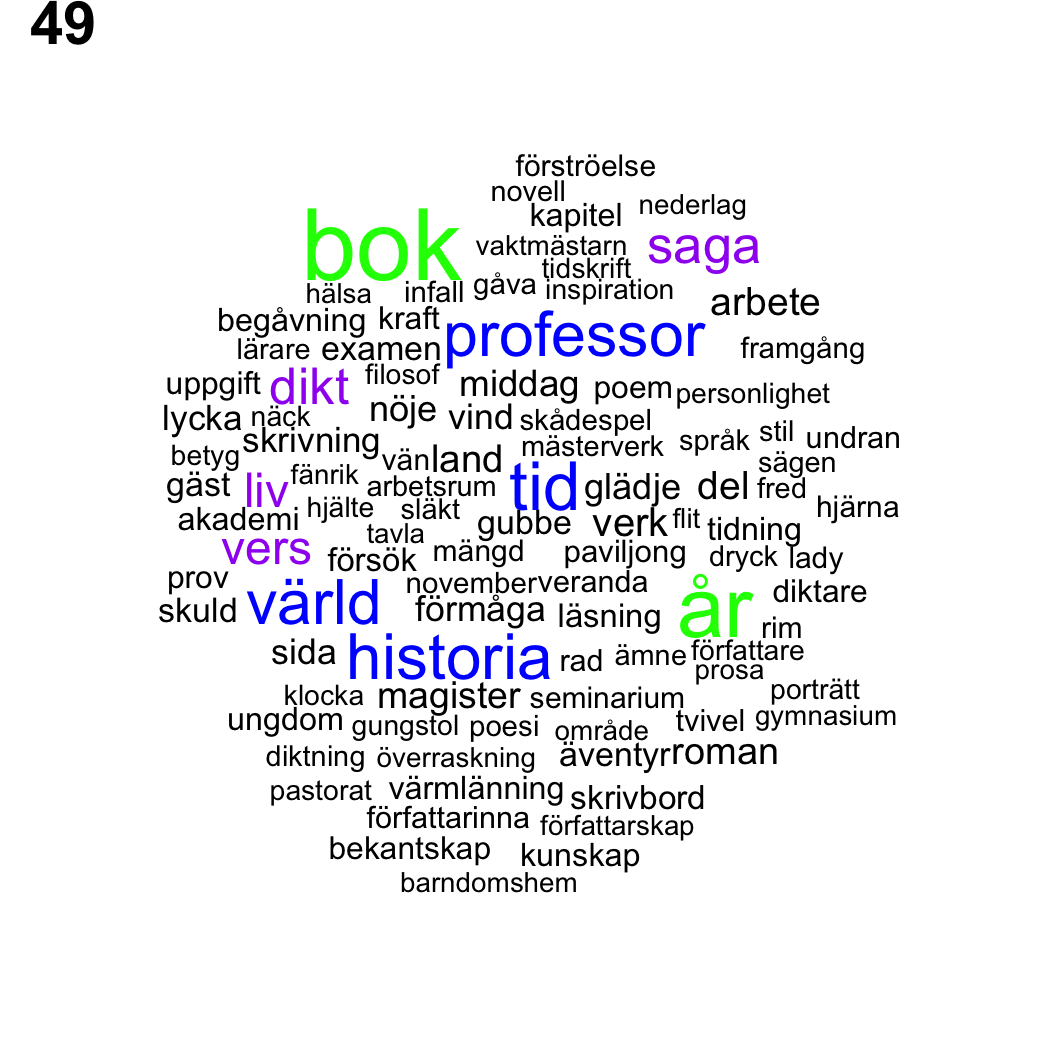 49
förströelse
novell
kapitel nederlag
bok vaktmästarn saga
tidskrift
hälsa infall gåva inspiration arbete
begåvning kraft professor
lärare examen framgång
uppgift dikt filosof middag poem personlighet
lycka näck nöje vind skådespel
skrivning mästerverk språk stil undran
betyg vän land sägen
gäst liv fänrik arbetsrum tid glädje del fred
akademi hjälte släkt gubbe verk flit tidning hjärna
vers tavla
försök mängd paviljong dryck lady
prov november veranda
skuld värld förmåga läsning år diktare
rim
sida historia rad ämne författare
prosa
klocka magister seminarium porträtt
ungdom gungstol poesi område tvivel gymnasium
diktning överraskning äventyr roman
pastorat värmlänning skrivbord
författarinna författarskap
bekantskap kunskap
barndomshem